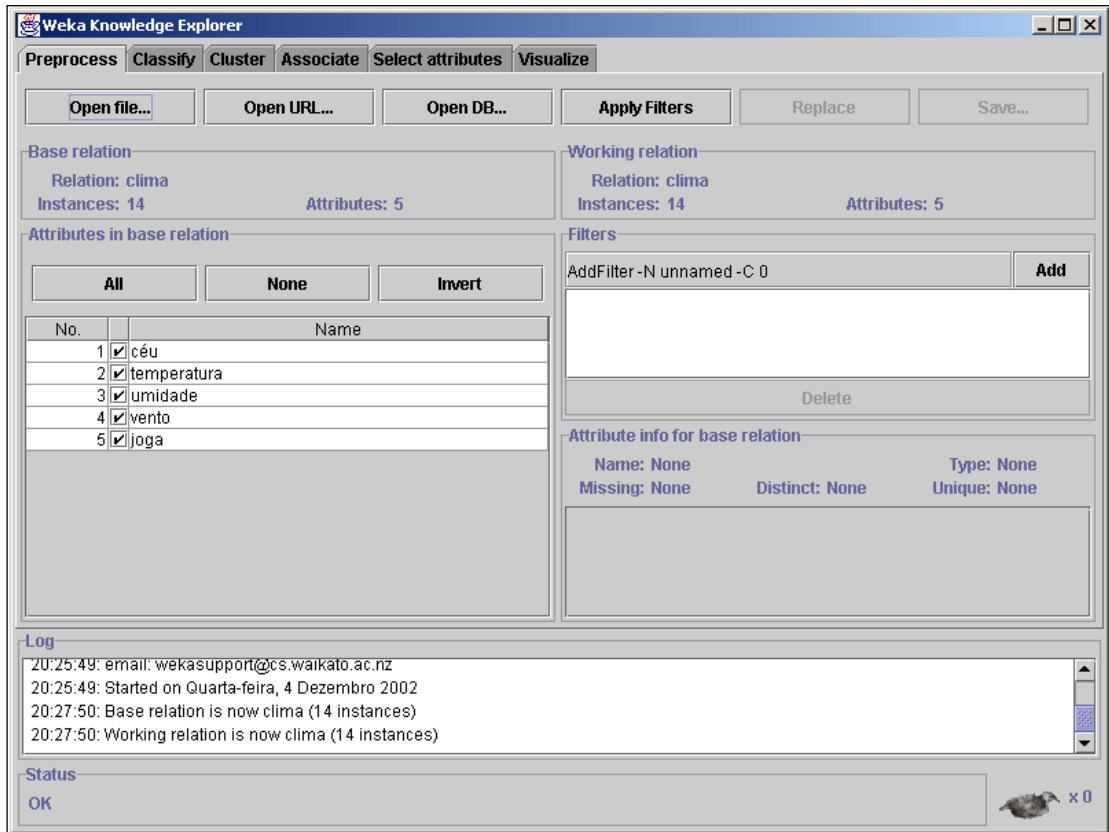 Weka Knowledge Explorer
Preprocess Classify Cluster Associate Select attributes Visualize
Open file... Open URL... Open DB... Apply Filters Replace Save...
Base relation
Relation: clima
Instances: 14 Attributes: 5
Working relation
Relation: clima
Instances: 14 Attributes: 5
Attributes in base relation
All None Invert
No. Name
1 céu
2 temperatura
3 umidade
4 vento
5 joga
Filters
AddFilter -N unnamed -C 0 Add
Delete
Attribute info for base relation
Name: None Type: None
Missing: None Distinct: None Unique: None
Log
20:25:49: email: wekasupport@cs.waikato.ac.nz
20:25:49: Started on Quarta-feira, 4 Dezembro 2002
20:27:50: Base relation is now clima (14 instances)
20:27:50: Working relation is now clima (14 instances)
Status
OK
x 0